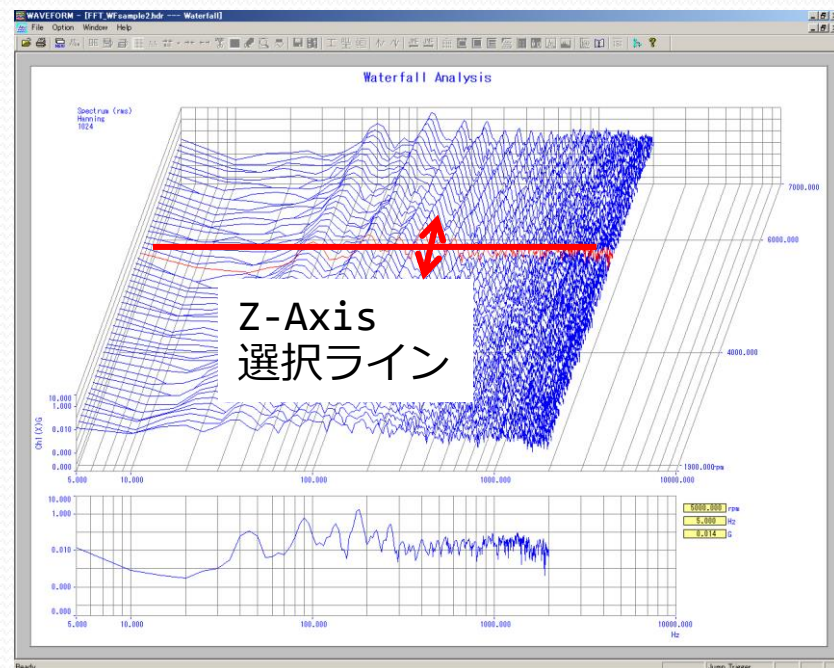 WAVEFORM - [FFT_WFsample2.hdr --- Waterfall]
File Option Window Help
Waterfall Analysis
Spectrum (rms)
Hanning
1024
7000.000
6000.000
Z-Axis
選択ライン
4000.000
10.000
1.000
0.010
0.000
0.000
Ch1(X)G
1900.000rpm
5.000 10.000 100.000 1000.000 10000.000
10.000
1.000
0.010
0.000
0.000
5000.000 rpm
5.000 Hz
0.014 G
5.000 10.000 100.000 1000.000 10000.000
Hz
Ready
Jump Trigger